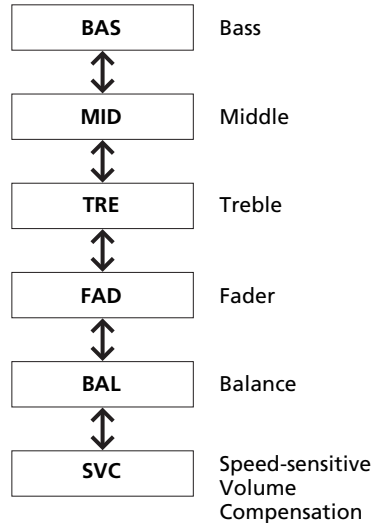 BAS Bass
MID Middle
TRE Treble
FAD Fader
BAL Balance
SVC Speed-sensitive
Volume
Compensation